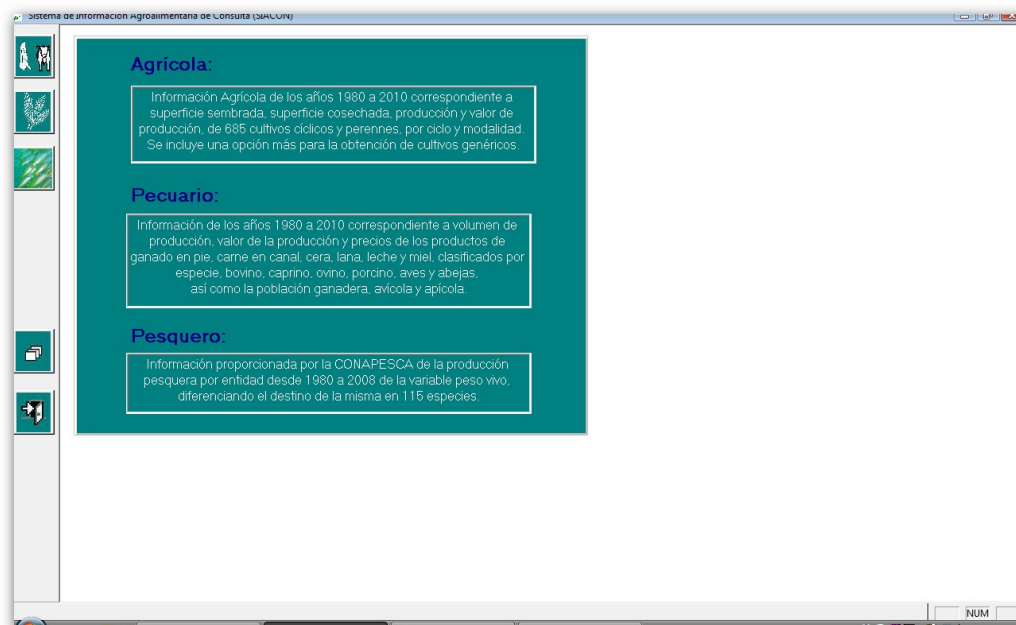 Sistema de Información Agroalimentaria de Consulta (SIACON)
Agrícola:
Información Agrícola de los años 1980 a 2010 correspondiente a
superficie sembrada, superficie cosechada, producción y valor de
producción, de 685 cultivos cíclicos y perennes, por ciclo y modalidad.
Se incluye una opción más para la obtención de cultivos genéricos.
Pecuario:
Información de los años 1980 a 2010 correspondiente a volumen de
producción, valor de la producción y precios de los productos de
ganado en pie, carne en canal, cera, lana, leche y miel, clasificados por
especie, bovino, caprino, ovino, porcino, aves y abejas,
así como la población ganadera, avícola y apícola.
Pesquero:
Información proporcionada por la CONAPESCA de la producción
pesquera por entidad desde 1980 a 2008 de la variable peso vivo,
diferenciando el destino de la misma en 115 especies.
NUM